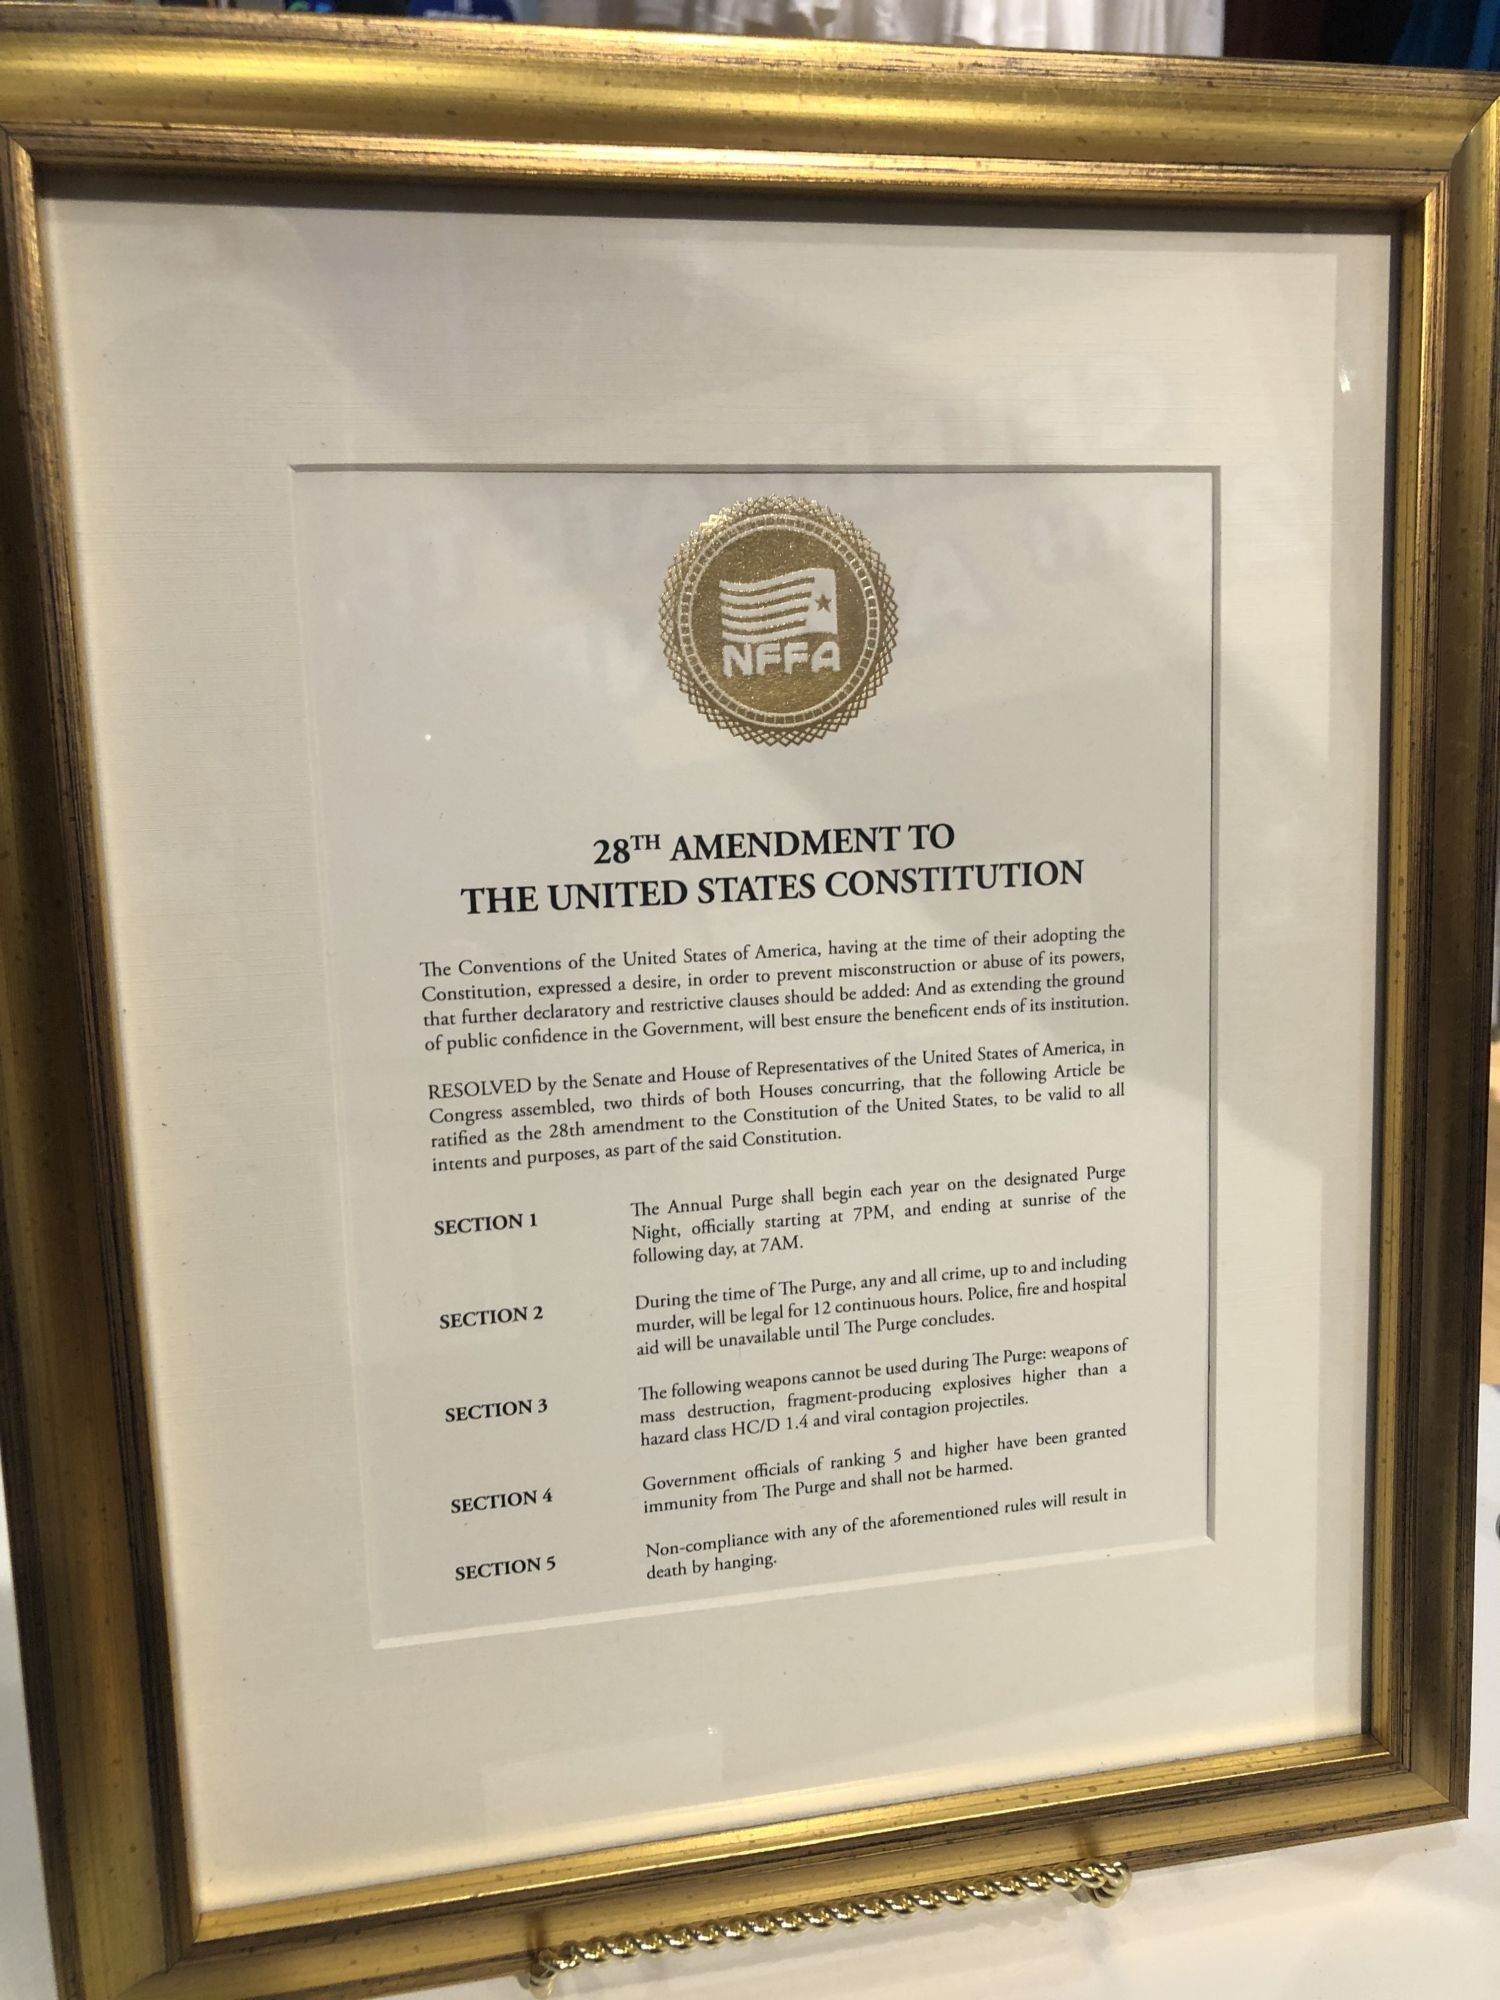 NFFA
28TH AMENDMENT TO
THE UNITED STATES CONSTITUTION
The Conventions of the United States of America, having at the time of their adopting the
Constitution, expressed a desire, in order to prevent misconstruction or abuse of its powers,
that further declaratory and restrictive clauses should be added: And as extending the ground
of public confidence in the Government, will best ensure the beneficent ends of its institution.
RESOLVED by the Senate and House of Representatives of the United States of America, in
Congress assembled, two thirds of both Houses concurring, that the following Article be
ratified as the 28th amendment to the Constitution of the United States, to be valid to all
intents and purposes, as part of the said Constitution.
SECTION 1
The Annual Purge shall begin each year on the designated Purge
Night, officially starting at 7PM, and ending at sunrise of the
following day, at 7AM.
SECTION 2
During the time of The Purge, any and all crime, up to and including
murder, will be legal for 12 continuous hours. Police, fire and hospital
aid will be unavailable until The Purge concludes.
SECTION 3
The following weapons cannot be used during The Purge: weapons of
mass destruction, fragment-producing explosives higher than a
hazard class HC/D 1.4 and viral contagion projectiles.
SECTION 4
Government officials of ranking 5 and higher have been granted
immunity from The Purge and shall not be harmed.
SECTION 5
Non-compliance with any of the aforementioned rules will result in
death by hanging.